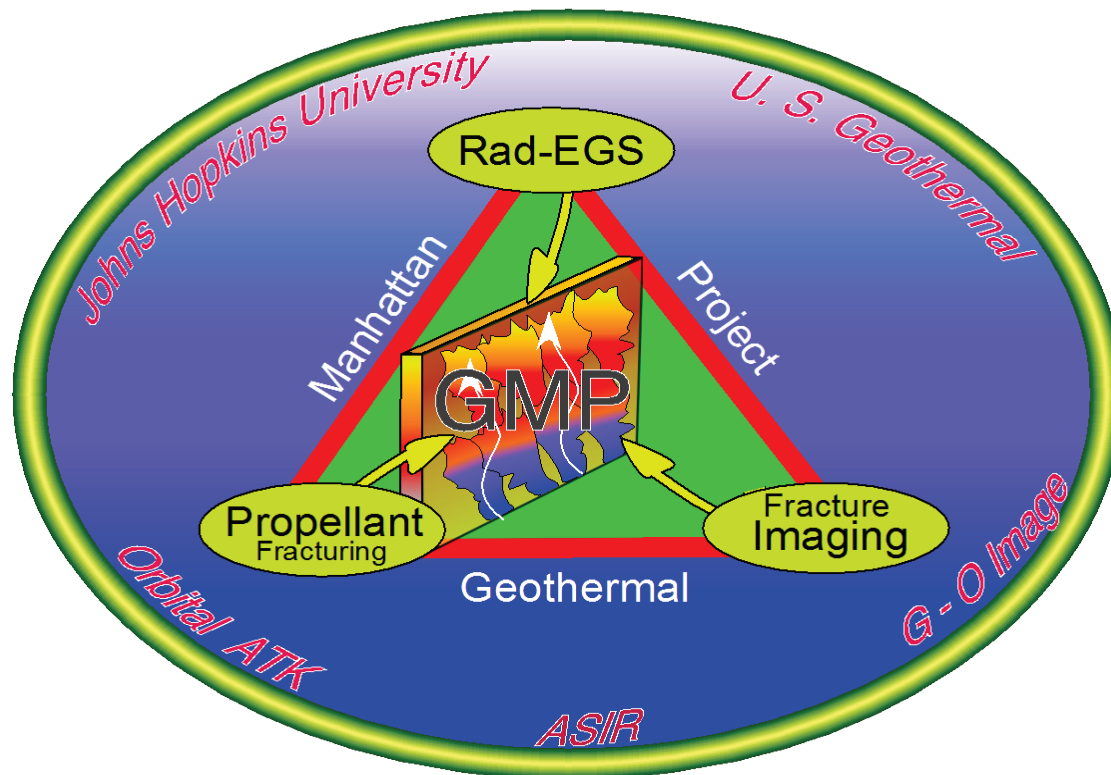 Johns Hopkins University
U. S. Geothermal
Rad-EGS
Manhattan
Project
GMP
Propellant
Fracturing
Fracture
Imaging
Geothermal
Orbital ATK
G - O Image
ASIR